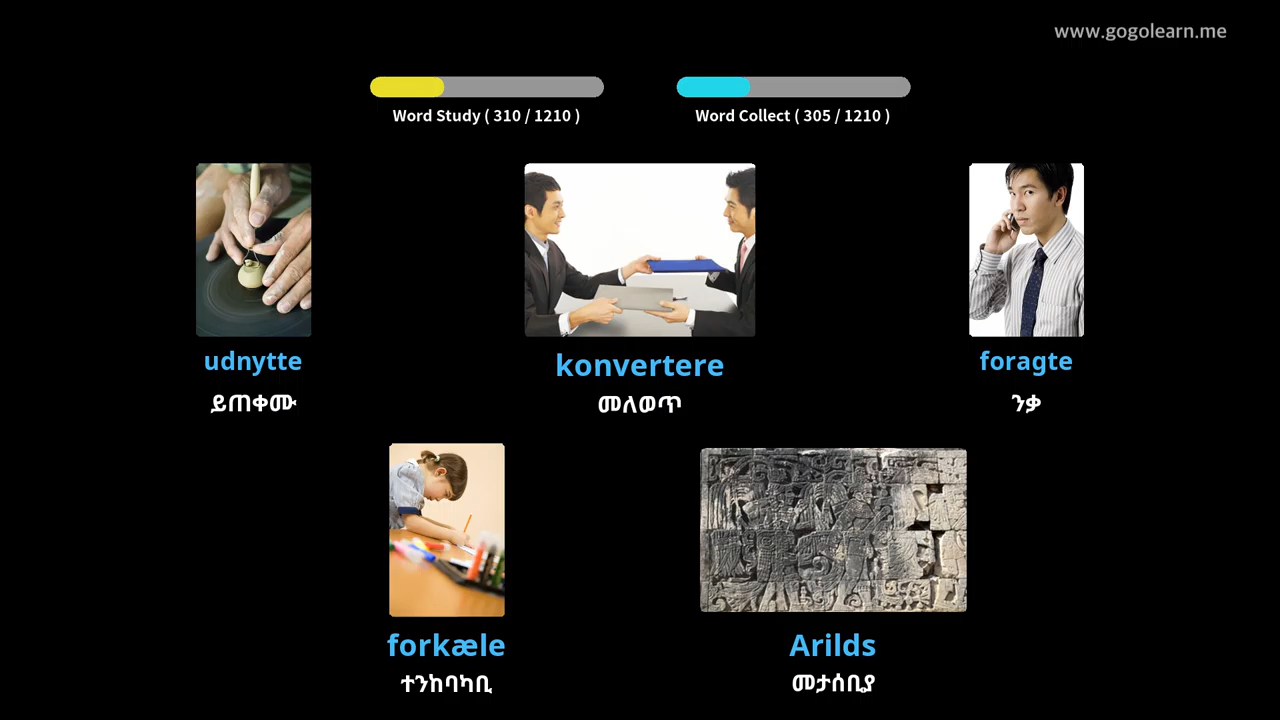 www.gogolearn.me
Word Study ( 310 / 1210 )
Word Collect ( 305 / 1210 )
udnytte
ይጠቀሙ
konvertere
መለወጥ
foragte
ንቃ
forkæle
ተንከባካቢ
Arilds
መታሰቢያ